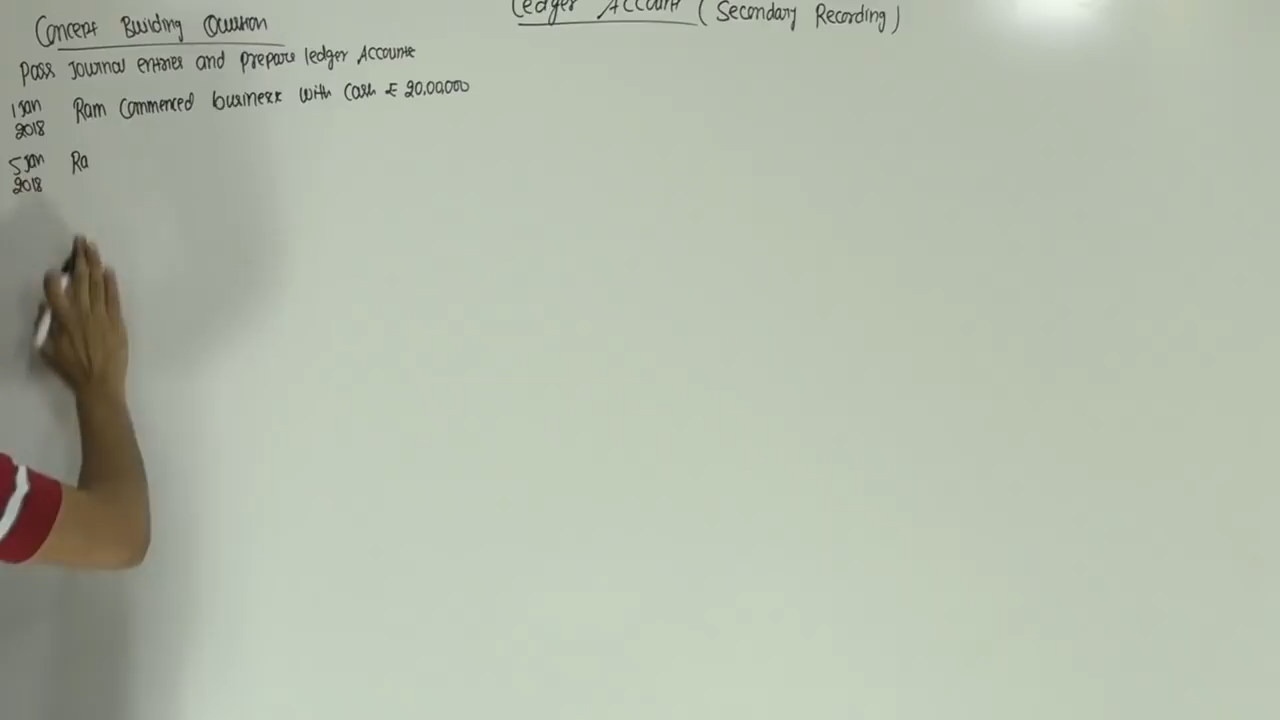 Ledger Account (Secondary Recording)
Concept Building Question
Pass Journal entries and prepare ledger Accounts
1 Jan 2018 Ram Commenced business with Cash ₹ 20,00,000
5 Jan 2018 Ra